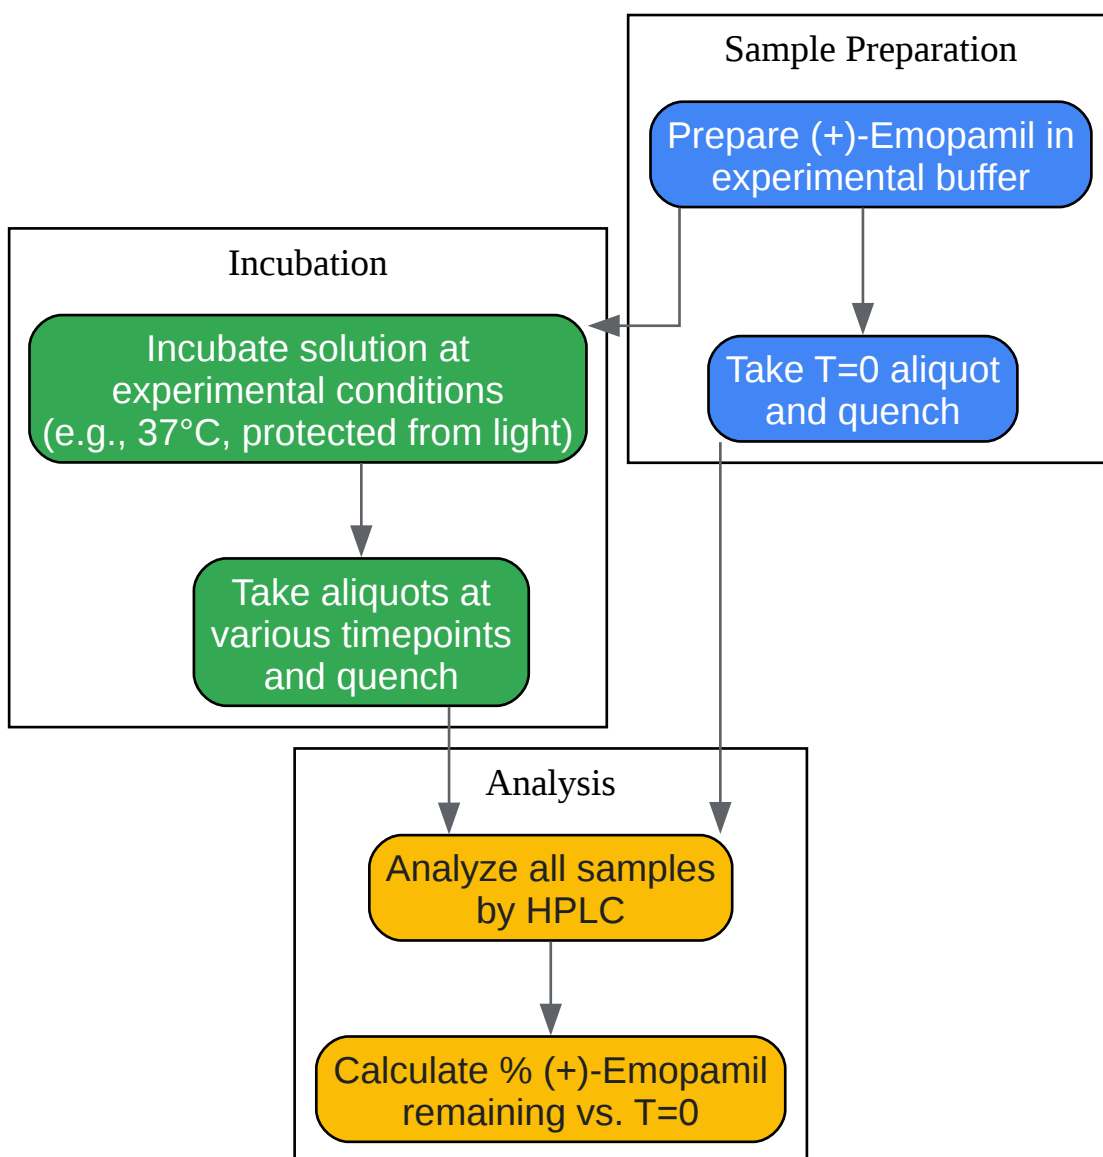 Sample Preparation
Prepare (+)-Emopamil in
experimental buffer
Take T=0 aliquot
and quench
Incubation
Incubate solution at
experimental conditions
(e.g., 37°C, protected from light)
Take aliquots at
various timepoints
and quench
Analysis
Analyze all samples
by HPLC
Calculate % (+)-Emopamil
remaining vs. T=0